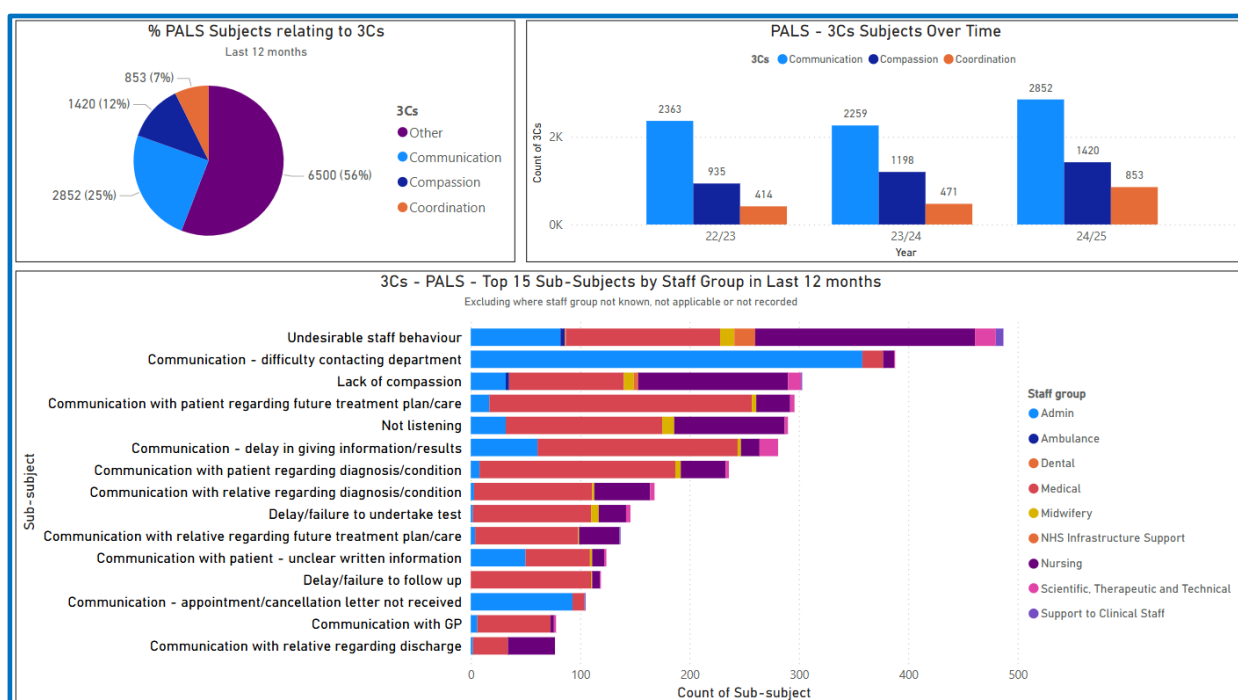 % PALS Subjects relating to 3Cs
Last 12 months
853 (7%)
1420 (12%)
2852 (25%)
6500 (56%)
3Cs
Other
Communication
Compassion
Coordination
PALS - 3Cs Subjects Over Time
3Cs Communication Compassion Coordination
Count of 3Cs
2K
0K
2363
935
414
2259
1198
471
2852
1420
853
22/23
23/24
24/25
Year
3Cs - PALS - Top 15 Sub-Subjects by Staff Group in Last 12 months
Excluding where staff group not known, not applicable or not recorded
Sub-subject
Undesirable staff behaviour
Communication - difficulty contacting department
Lack of compassion
Communication with patient regarding future treatment plan/care
Not listening
Communication - delay in giving information/results
Communication with patient regarding diagnosis/condition
Communication with relative regarding diagnosis/condition
Delay/failure to undertake test
Communication with relative regarding future treatment plan/care
Communication with patient - unclear written information
Delay/failure to follow up
Communication - appointment/cancellation letter not received
Communication with GP
Communication with relative regarding discharge
0
100
200
300
400
500
Count of Sub-subject
Staff group
Admin
Ambulance
Dental
Medical
Midwifery
NHS Infrastructure Support
Nursing
Scientific, Therapeutic and Technical
Support to Clinical Staff